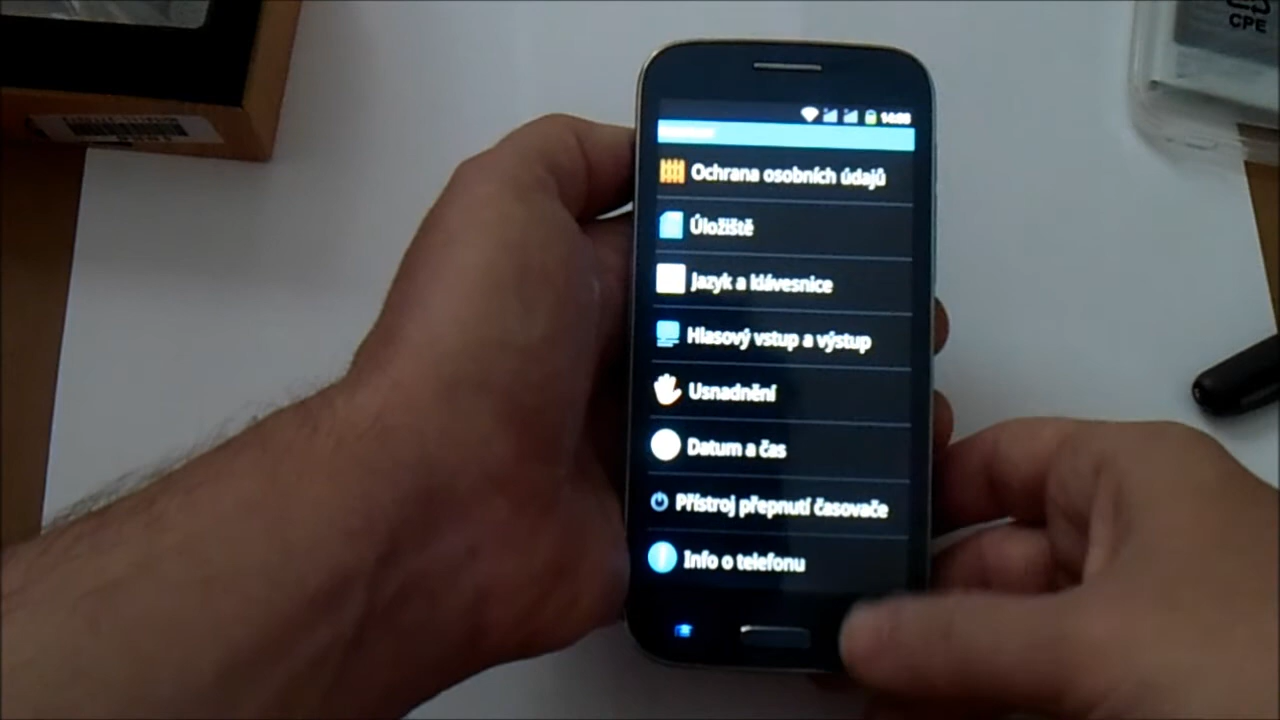 CPE
Ochrana osobních údajů
Úložiště
Jazyk a klávesnice
Hlasový vstup a výstup
Usnadnění
Datum a čas
Přístroj přepnutí časovače
Info o telefonu